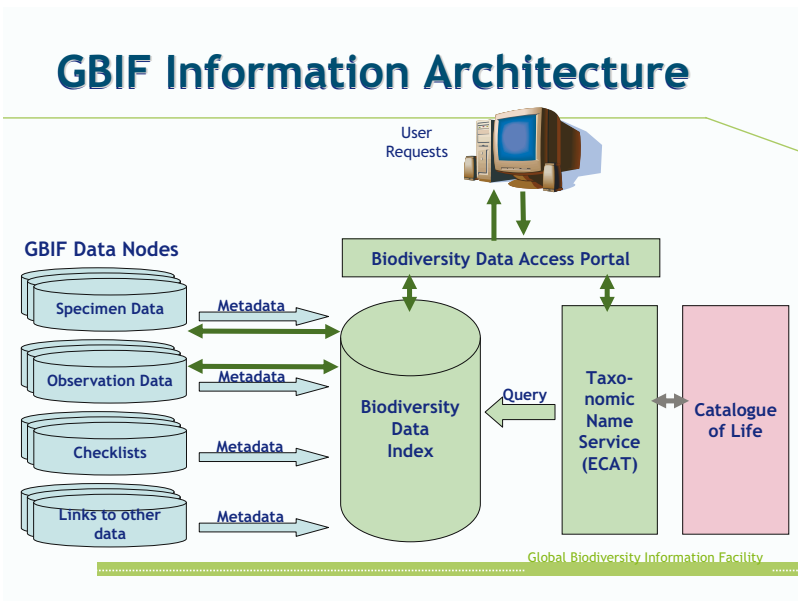 GBIF Information Architecture
User
Requests
GBIF Data Nodes
Biodiversity Data Access Portal
Specimen Data
Metadata
Observation Data
Metadata
Checklists
Metadata
Links to other
data
Metadata
Biodiversity
Data
Index
Query
Taxo-
nomic
Name
Service
(ECAT)
Catalogue
of Life
Global Biodiversity Information Facility